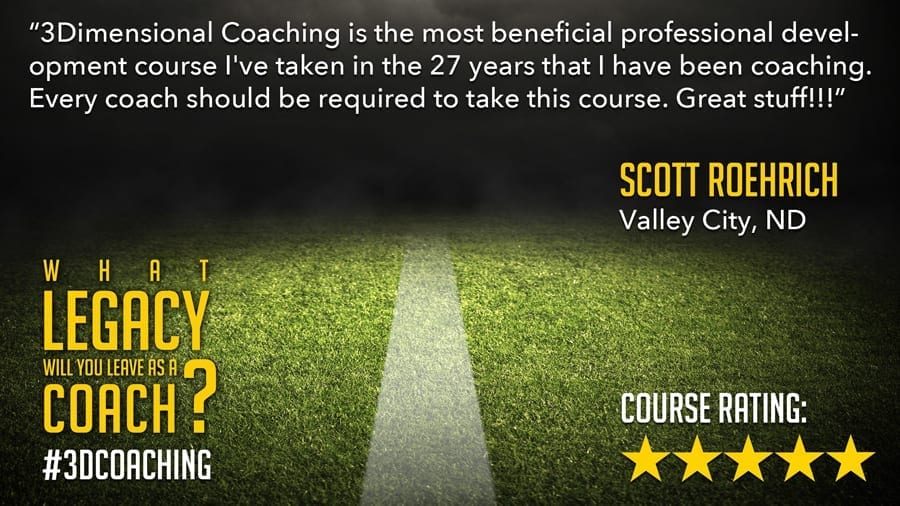 “3Dimensional Coaching is the most beneficial professional devel-
opment course I've taken in the 27 years that I have been coaching.
Every coach should be required to take this course. Great stuff!!!”
SCOTT ROEHRICH
Valley City, ND
WHAT
LEGACY
WILL YOU LEAVE AS A
COACH?
#3DCOACHING
COURSE RATING: